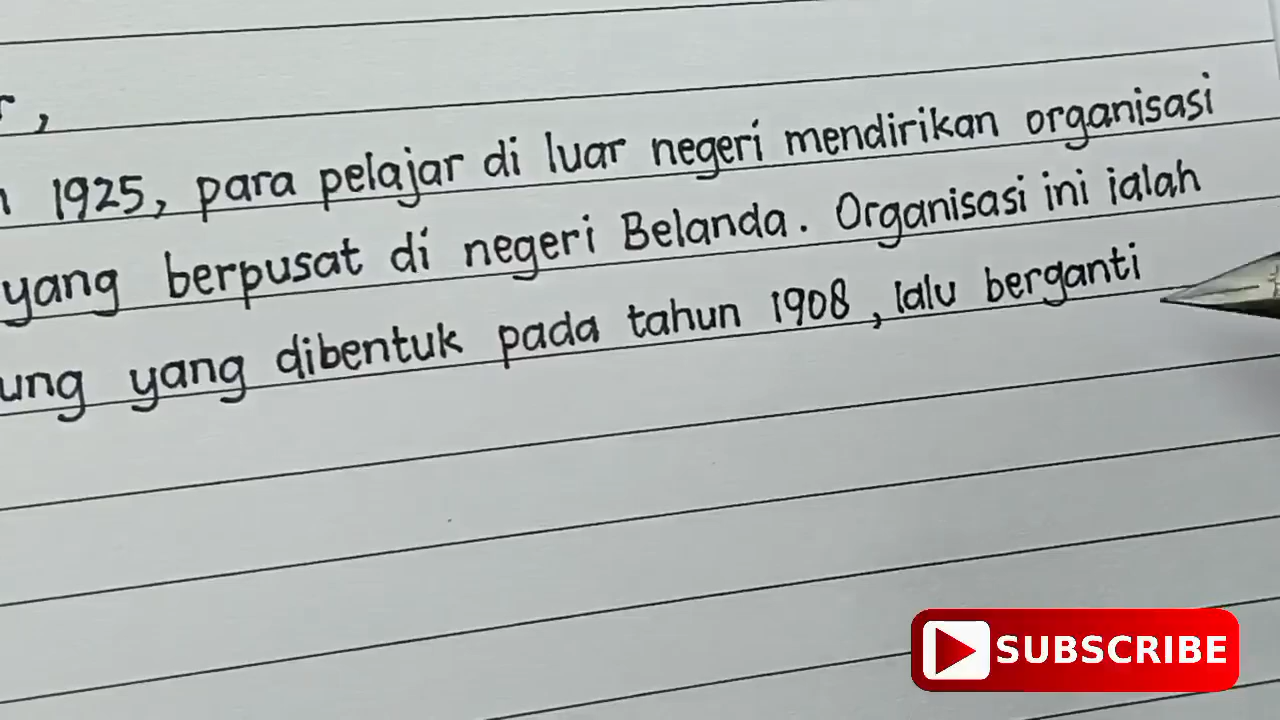 , 
1925, para pelajar di luar negeri mendirikan organisasi
yang berpusat di negeri Belanda. Organisasi ini ialah
ung yang dibentuk pada tahun 1908, lalu berganti
SUBSCRIBE